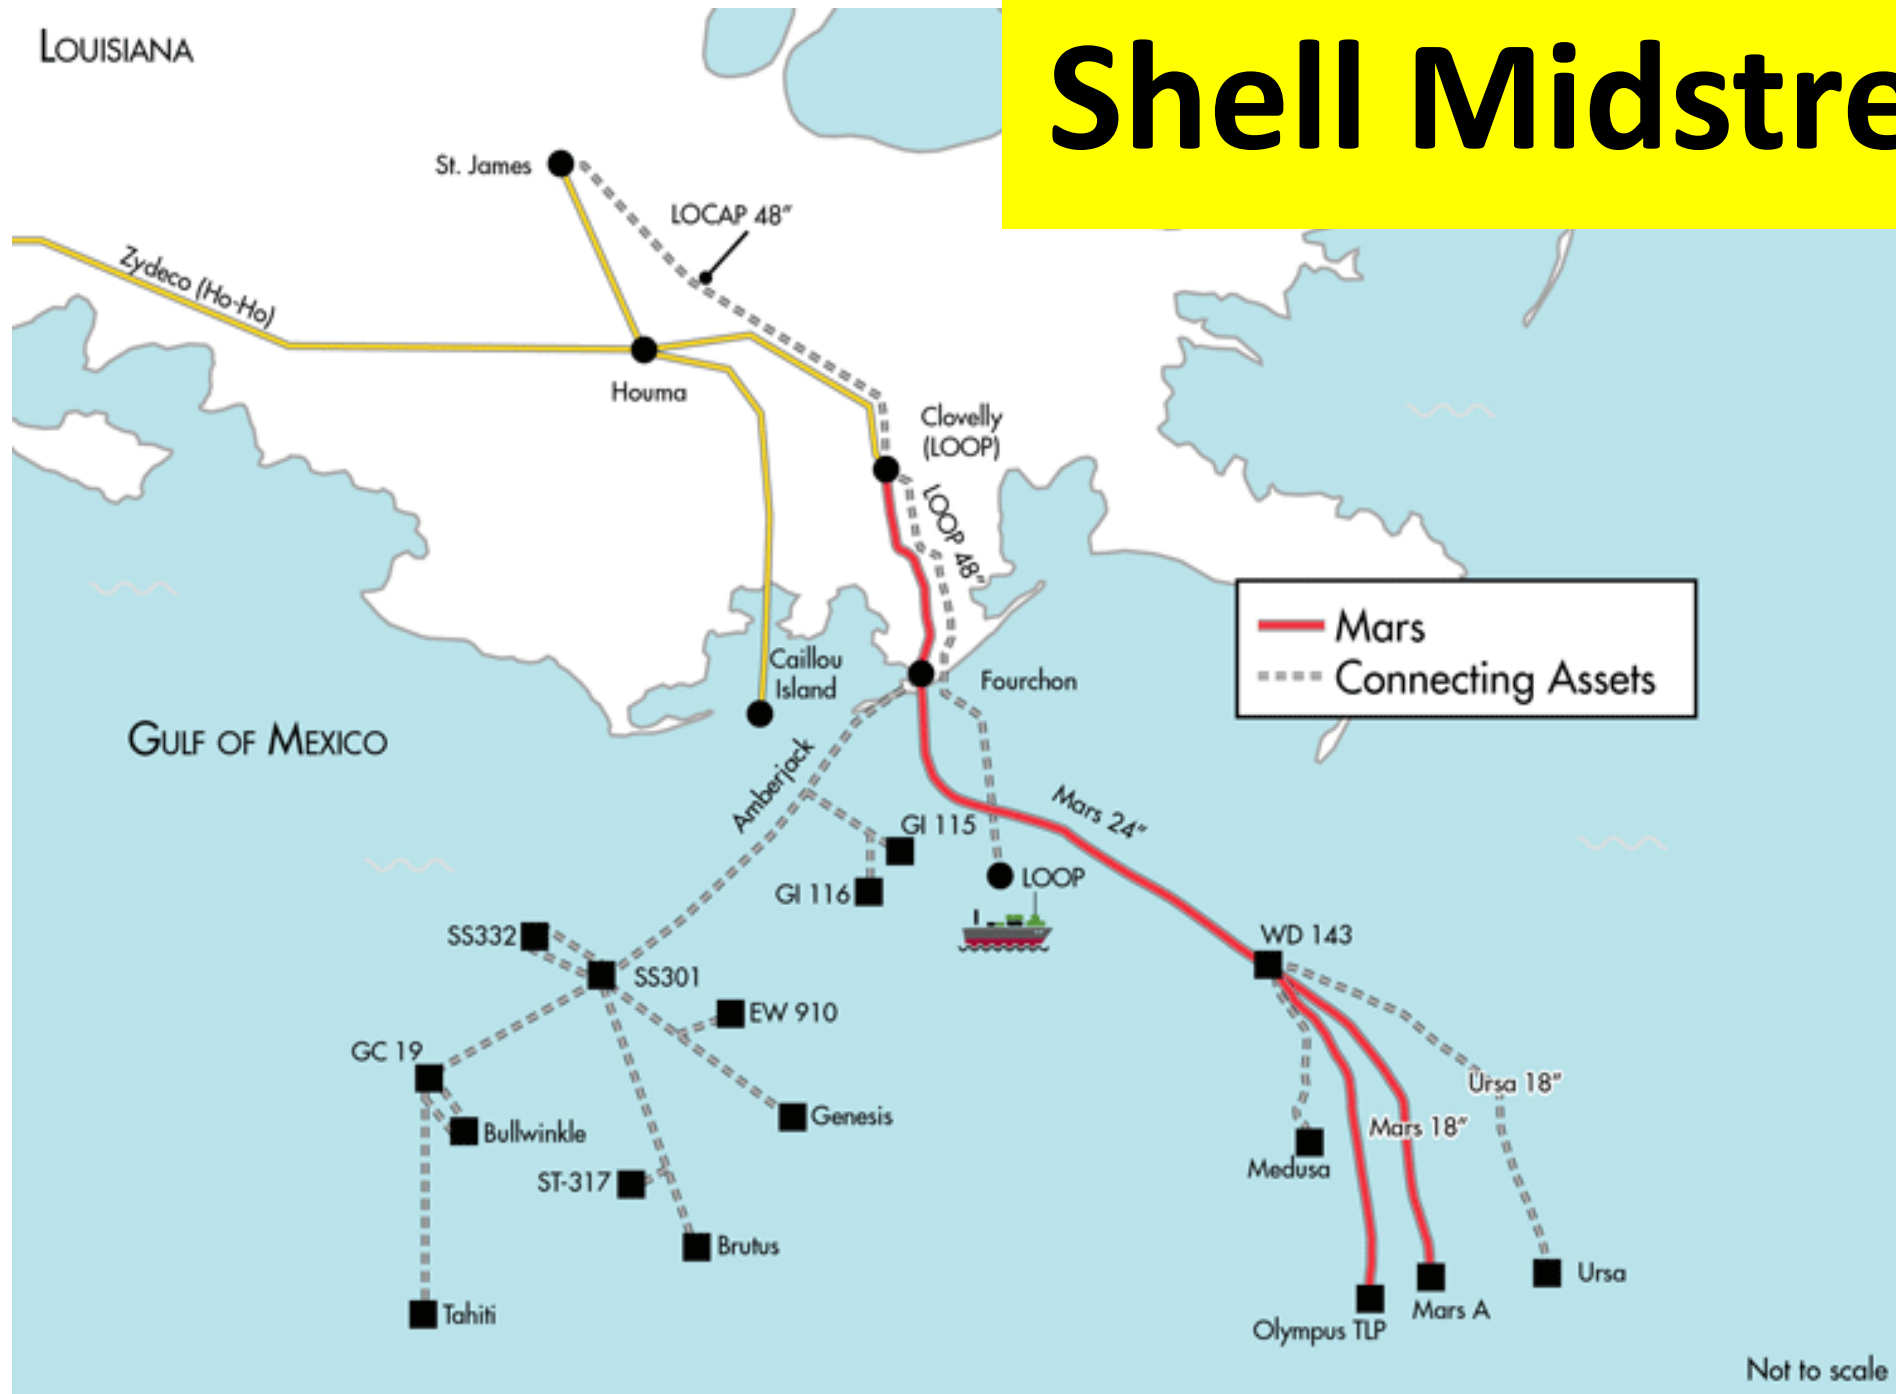 LOUISIANA
Shell Midstre
St. James
LOCAP 48"
Zydeco (Ho-Ho)
Houma
Clovelly
(LOOP)
LOOP 48"
Mars
Connecting Assets
Caillou
Island
Fourchon
GULF OF MEXICO
Amberjack
Mars 24"
GI 115
GI 116
LOOP
SS332
SS301
WD 143
EW 910
GC 19
Ursa 18"
Genesis
Mars 18"
Bullwinkle
Medusa
ST-317
Brutus
Ursa
Tahiti
Mars A
Olympus TLP
Not to scale